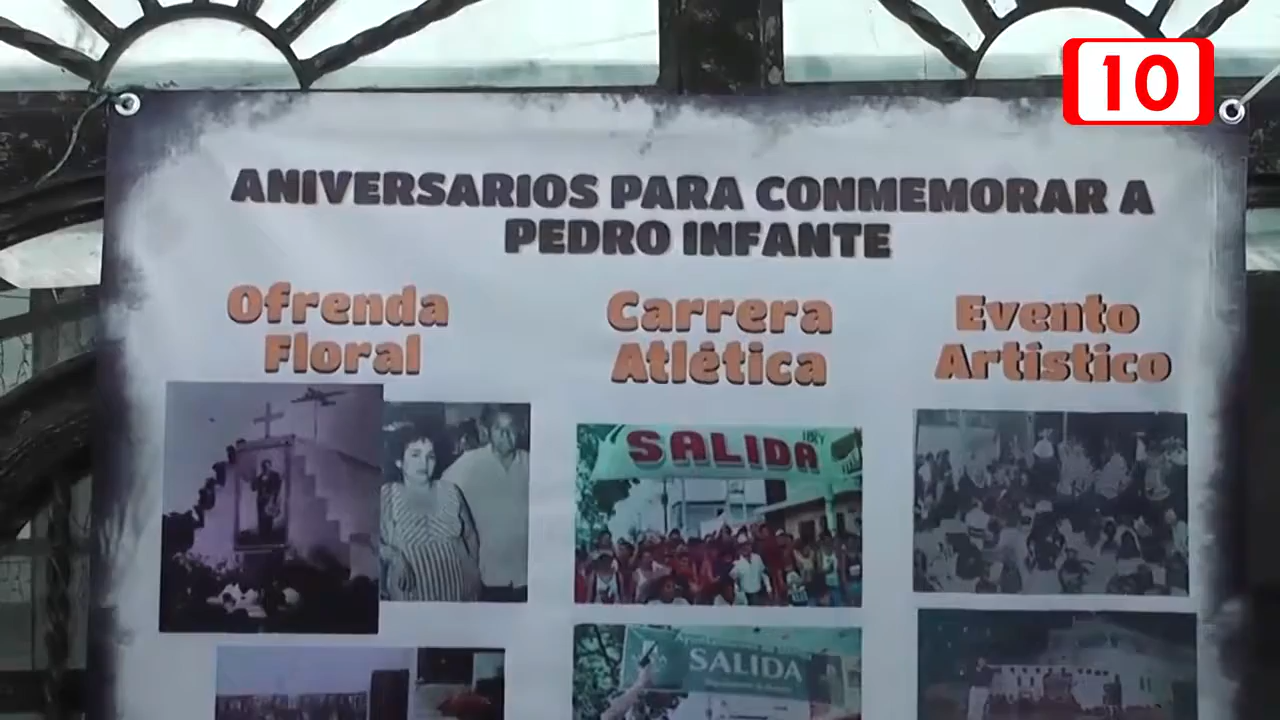 10
ANIVERSARIOS PARA CONMEMORAR A
PEDRO INFANTE
Ofrenda
Floral
Carrera
Atlética
Evento
Artistico
SALIDA
SALIDA